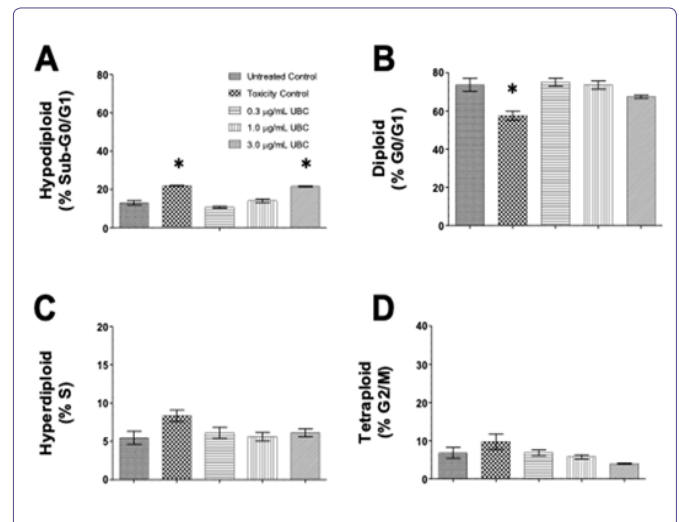 A
Hypodiploid
(% Sub-G0/G1)
80
60
40
20
0
Untreated Control
Toxicity Control
0.3 µg/mL UBC
1.0 µg/mL UBC
3.0 µg/mL UBC
*
*
B
Diploid
(% G0/G1)
80
60
40
20
0
*
C
Hyperdiploid
(% S)
20
15
10
5
0
D
Tetraploid
(% G2/M)
40
30
20
10
0